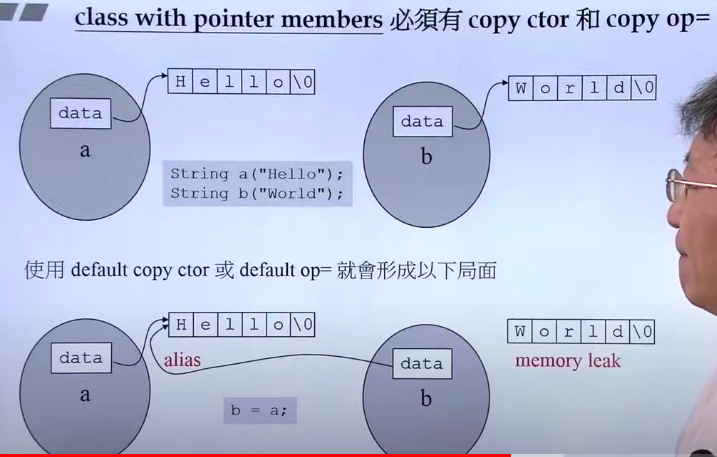 class with pointer members 必須有 copy ctor 和 copy op=
H e l l o \0
W o r l d \0
data
data
a
b
String a("Hello");
String b("World");
使用 default copy ctor 或 default op= 就會形成以下局面
H e l l o \0
W o r l d \0
data
alias
data
memory leak
a
b = a;
b